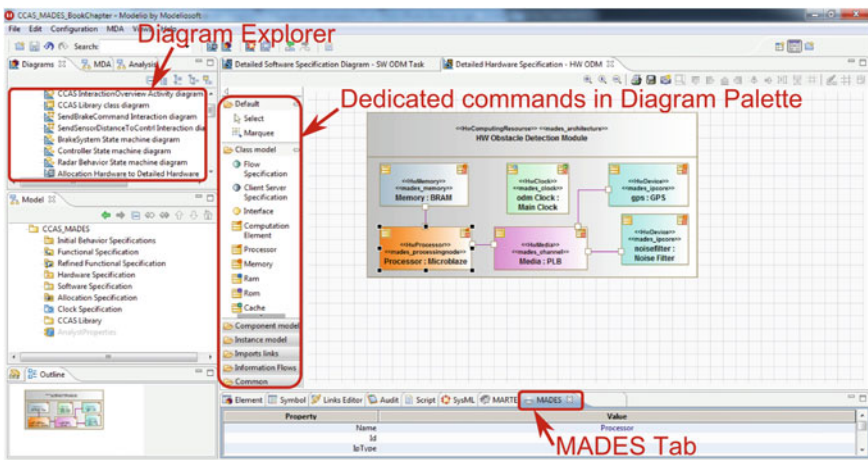 CCAS_MADES_BookChapter - Modelio by Modeliosoft
File Edit Configuration MDA Views Help
Diagram Explorer
Search:
Diagrams MDA Analysis
Detailed Software Specification Diagram - SW ODM Task
Detailed Hardware Specification - HW ODM
CCAS InteractionOverview Activity diagram
CCAS Library class diagram
SendBrakeCommand Interaction diagram
SendSensorDistanceToContrl Interaction dia
BrakeSystem State machine diagram
Controller State machine diagram
Radar Behavior State machine diagram
Allocation Hardware to Detailed Hardware
Dedicated commands in Diagram Palette
Default
Select
Marquee
Class model
Flow
Specification
Client Server
Specification
Interface
Computation
Element
Processor
Memory
Ram
Rom
Cache
Component model
Instance model
Imports links
Information Flows
Common
<<HwComputingResource>> <<mades_architecture>>
HW Obstacle Detection Module
<<HwMemory>>
<<mades_memory>>
Memory : BRAM
<<HwClock>>
<<mades_clock>>
odm Clock :
Main Clock
<<HwDevice>>
<<mades_ipcore>>
gps : GPS
<<HwProcessor>>
<<mades_processingnode>>
Processor : Microblaze
<<HwMedia>>
<<mades_channel>>
Media : PLB
<<HwDevice>>
<<mades_ipcore>>
noisefilter :
Noise Filter
Model
CCAS_MADES
Initial Behavior Specifications
Functional Specification
Refined Functional Specification
Hardware Specification
Software Specification
Allocation Specification
Clock Specification
CCAS Library
AnalystProperties
Outline
Element Symbol Links Editor Audit Script SysML MARTE MADES
Property Value
Name Processor
Id
IpType
MADES Tab